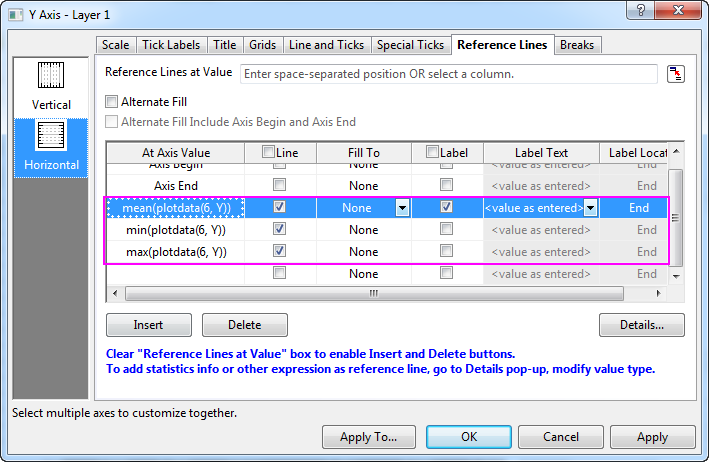 Y Axis - Layer 1
Scale Tick Labels Title Grids Line and Ticks Special Ticks Reference Lines Breaks
Vertical
Horizontal
Reference Lines at Value Enter space-separated position OR select a column.
Alternate Fill
Alternate Fill Include Axis Begin and Axis End
At Axis Value Line Fill To Label Label Text Label Locat
Axis Begin None <value as entered> End
Axis End None <value as entered> End
mean(plotdata(6, Y)) None <value as entered> End
min(plotdata(6, Y)) None <value as entered> End
max(plotdata(6, Y)) None <value as entered> End
None <value as entered> End
Insert Delete Details...
Clear "Reference Lines at Value" box to enable Insert and Delete buttons.
To add statistics info or other expression as reference line, go to Details pop-up, modify value type.
Select multiple axes to customize together.
Apply To... OK Cancel Apply